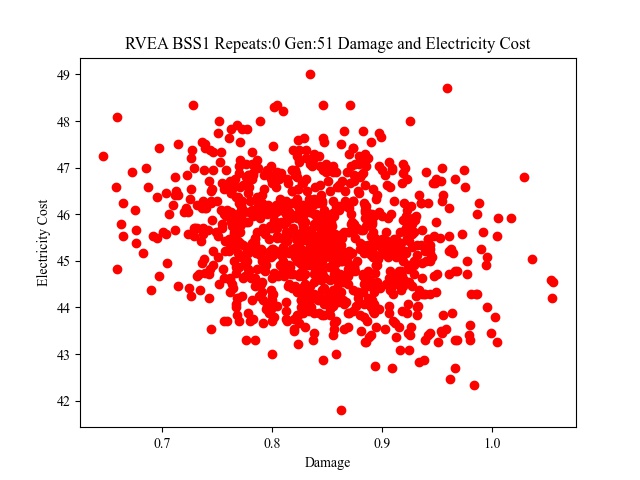 RVEA BSS1 Repeats:0 Gen:51 Damage and Electricity Cost
49
48
47
46
45
44
43
42
Electricity Cost
0.7 0.8 0.9 1.0
Damage